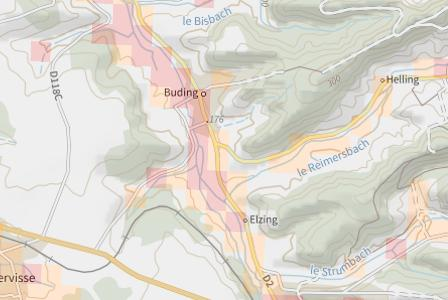 le Bisbach
D118C
Buding
300
Helling
176
le Reimersbach
Elzing
ervisse
D2
le Strumbach